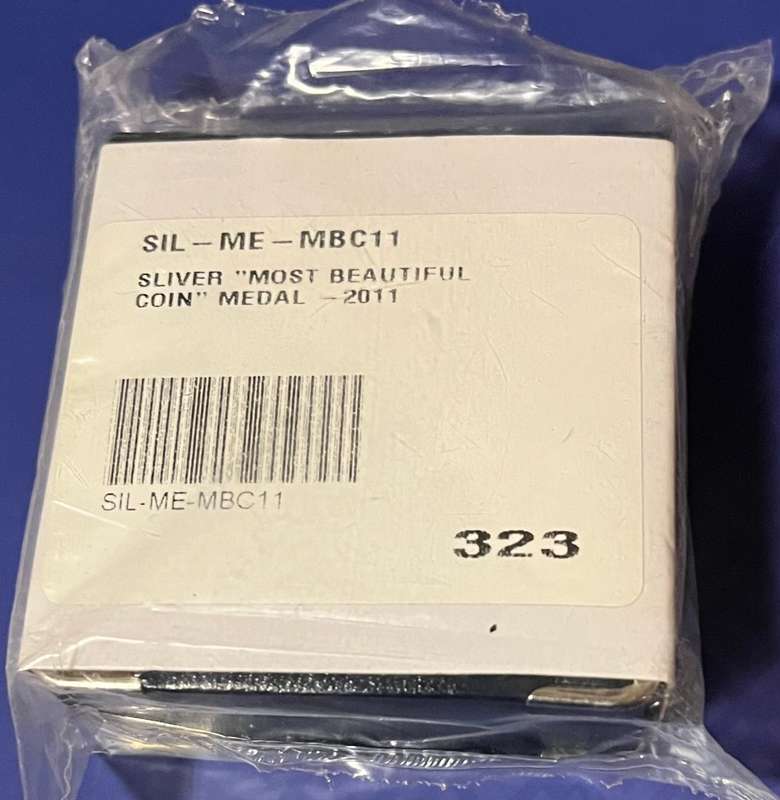 SIL-ME-MBC11
SLIVER "MOST BEAUTIFUL
COIN" MEDAL -2011
SIL-ME-MBC11
323